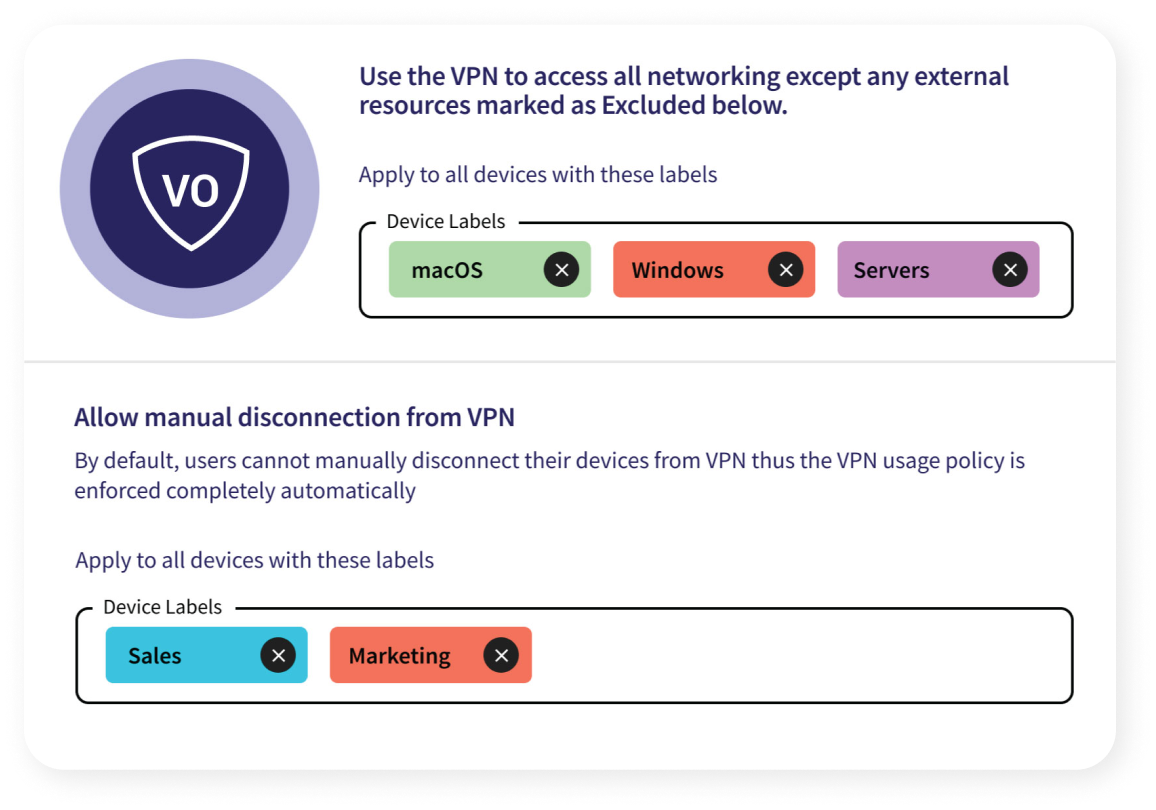 VO
Use the VPN to access all networking except any external
resources marked as Excluded below.
Apply to all devices with these labels
Device Labels
macOS
Windows
Servers
Allow manual disconnection from VPN
By default, users cannot manually disconnect their devices from VPN thus the VPN usage policy is
enforced completely automatically
Apply to all devices with these labels
Device Labels
Sales
Marketing